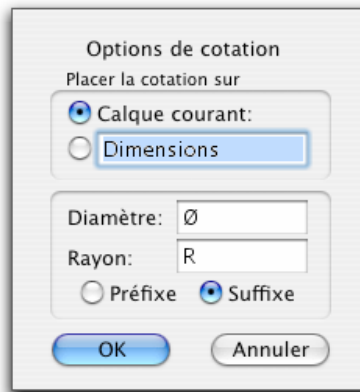 Options de cotation
Placer la cotation sur
Calque courant:
Dimensions
Diamètre: Ø
Rayon: R
Préfixe Suffixe
OK Annuler